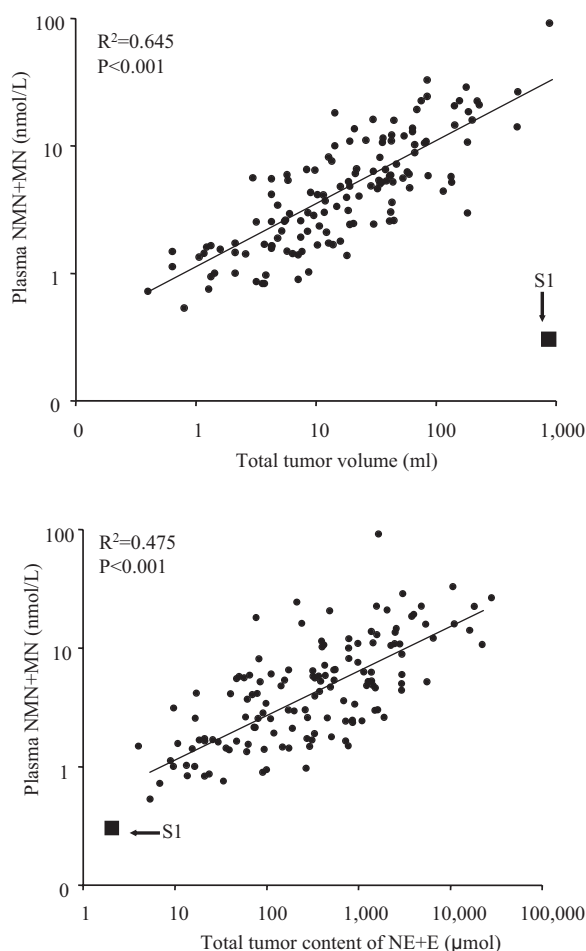 100
R²=0.645
P<0.001
10
Plasma NMN+MN (nmol/L)
1
S1
0
0
1
10
100
1,000
Total tumor volume (ml)
100
R²=0.475
P<0.001
10
Plasma NMN+MN (nmol/L)
1
S1
0
1
10
100
1,000
10,000
100,000
Total tumor content of NE+E (μmol)